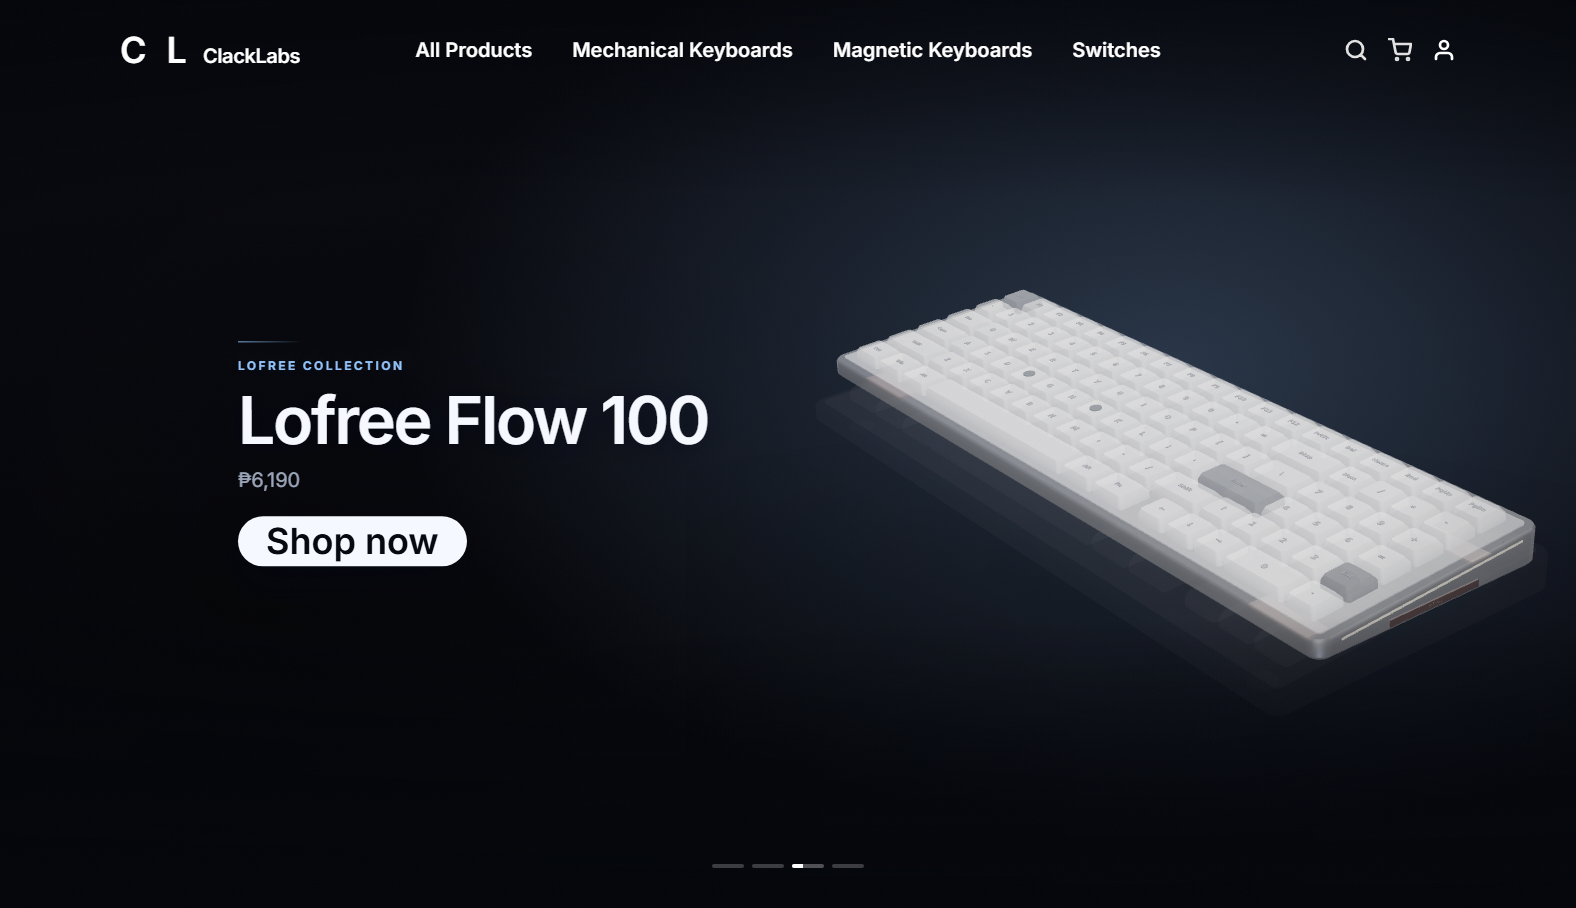 C L ClackLabs
All Products
Mechanical Keyboards
Magnetic Keyboards
Switches
LOFREE COLLECTION
Lofree Flow 100
₱6,190
Shop now